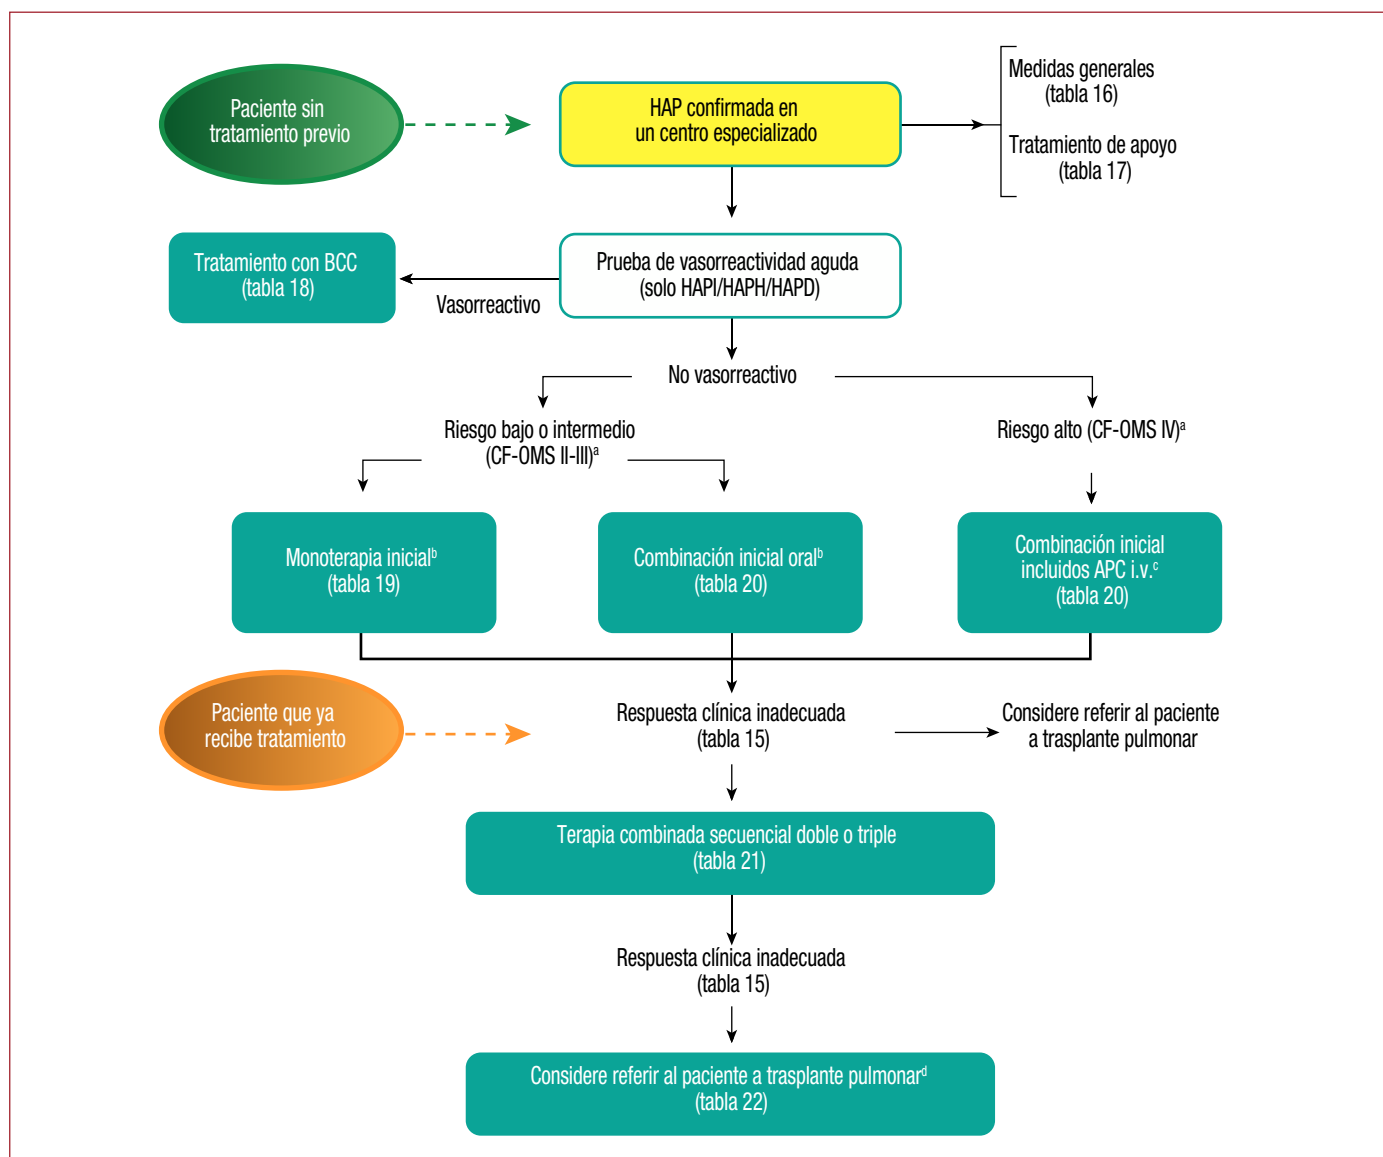 Paciente sin
tratamiento previo
HAP confirmada en
un centro especializado
Medidas generales
(tabla 16)
Tratamiento de apoyo
(tabla 17)
Tratamiento con BCC
(tabla 18)
Vasorreactivo
Prueba de vasorreactividad aguda
(solo HAPI/HAPH/HAPD)
No vasorreactivo
Riesgo bajo o intermedio
(CF-OMS II-III)ᵃ
Riesgo alto (CF-OMS IV)ᵃ
Monoterapia inicialᵇ
(tabla 19)
Combinación inicial oralᵇ
(tabla 20)
Combinación inicial
incluidos APC i.v.ᶜ
(tabla 20)
Paciente que ya
recibe tratamiento
Respuesta clínica inadecuada
(tabla 15)
Considere referir al paciente
a trasplante pulmonar
Terapia combinada secuencial doble o triple
(tabla 21)
Respuesta clínica inadecuada
(tabla 15)
Considere referir al paciente a trasplante pulmonarᵈ
(tabla 22)